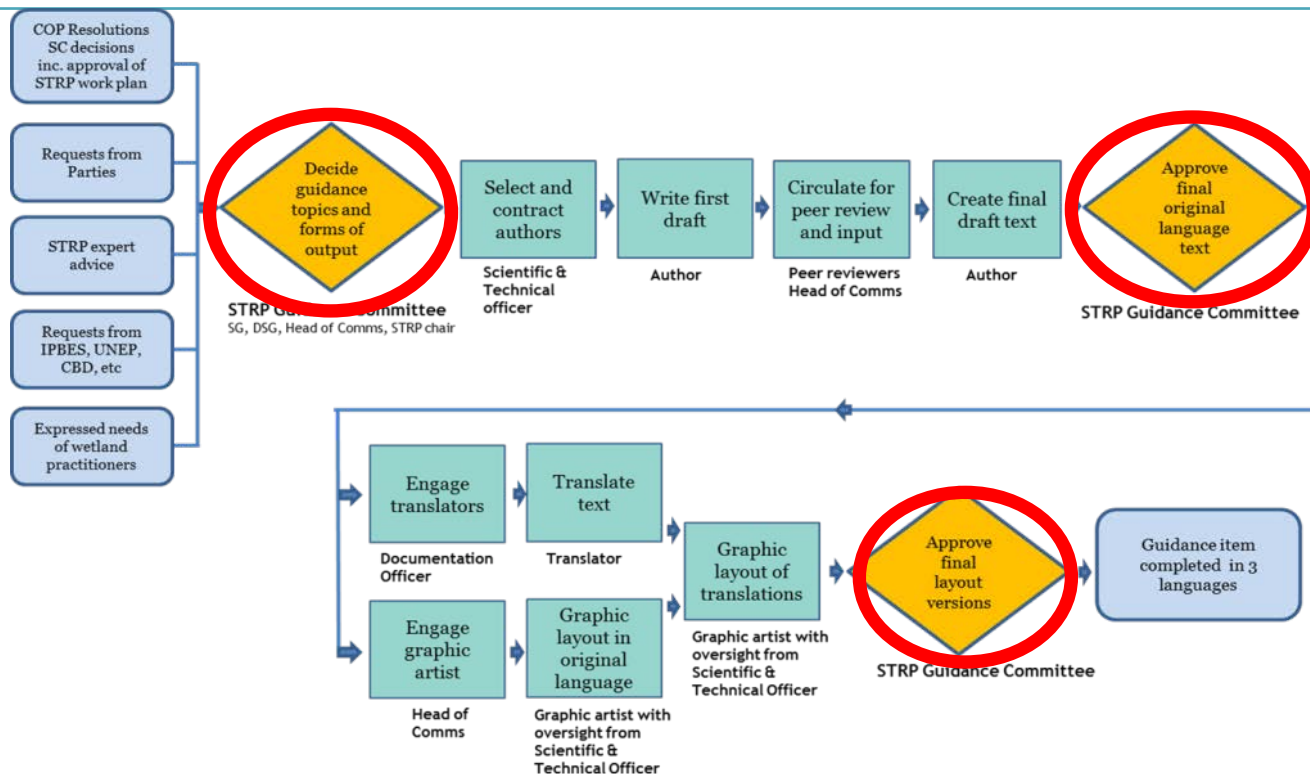 COP Resolutions
SC decisions
inc. approval of
STRP work plan
Requests from
Parties
STRP expert
advice
Requests from
IPBES, UNEP,
CBD, etc
Expressed needs
of wetland
practitioners
Decide
guidance
topics and
forms of
output
STRP Guidance Committee
SG, DSG, Head of Comms, STRP chair
Select and
contract
authors
Scientific &
Technical
officer
Write first
draft
Author
Circulate for
peer review
and input
Peer reviewers
Head of Comms
Create final
draft text
Author
Approve
final
original
language
text
STRP Guidance Committee
Engage
translators
Documentation
Officer
Translate
text
Translator
Engage
graphic
artist
Head of
Comms
Graphic
layout in
original
language
Graphic artist with
oversight from
Scientific &
Technical Officer
Graphic
layout of
translations
Graphic artist with
oversight from
Scientific &
Technical Officer
Approve
final
layout
versions
STRP Guidance Committee
Guidance item
completed in 3
languages